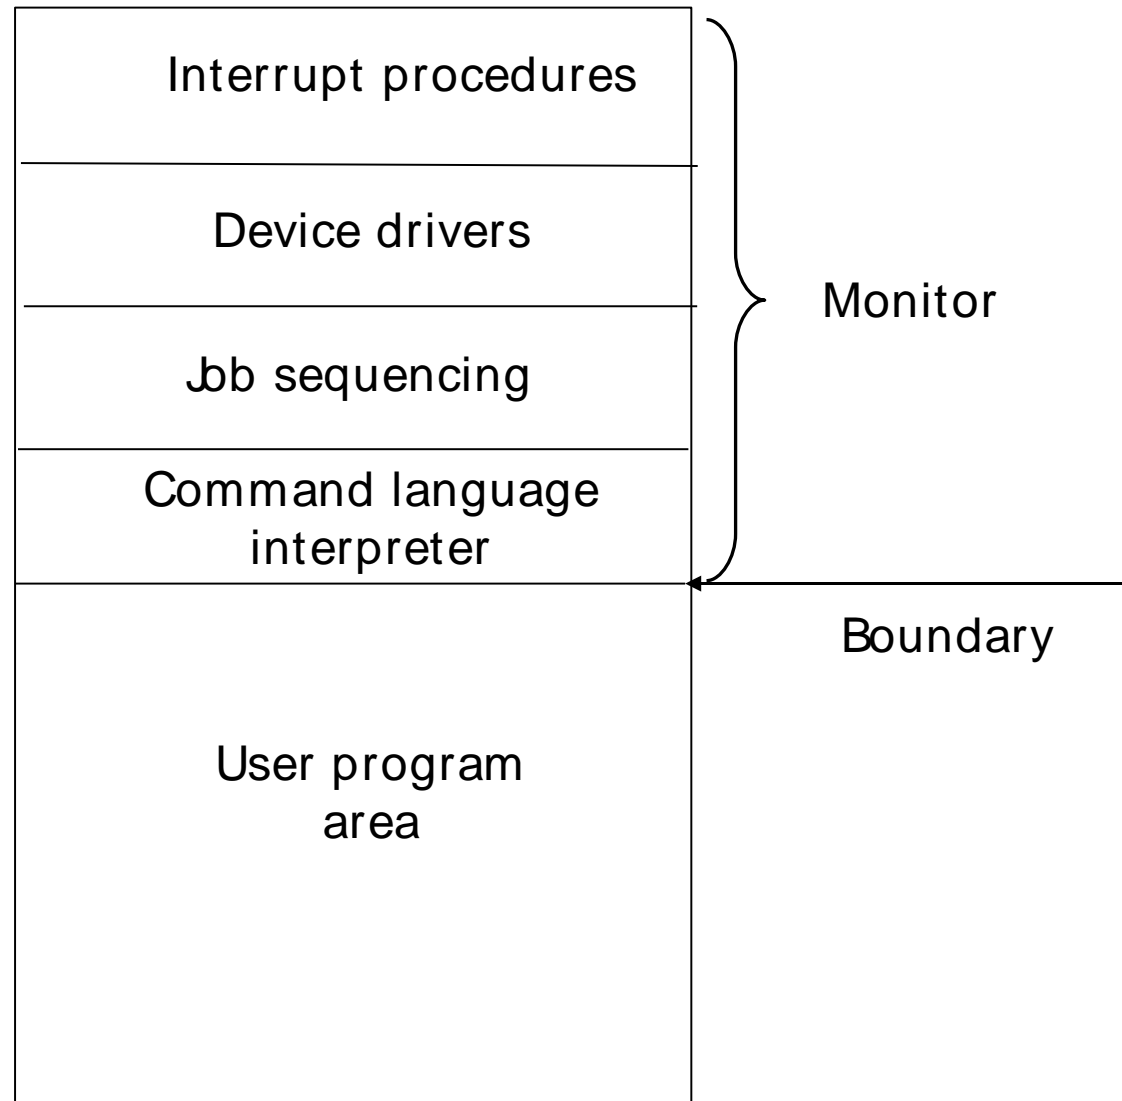 Interrupt procedures
Device drivers
Job sequencing
Command language
interpreter
Monitor
Boundary
User program
area